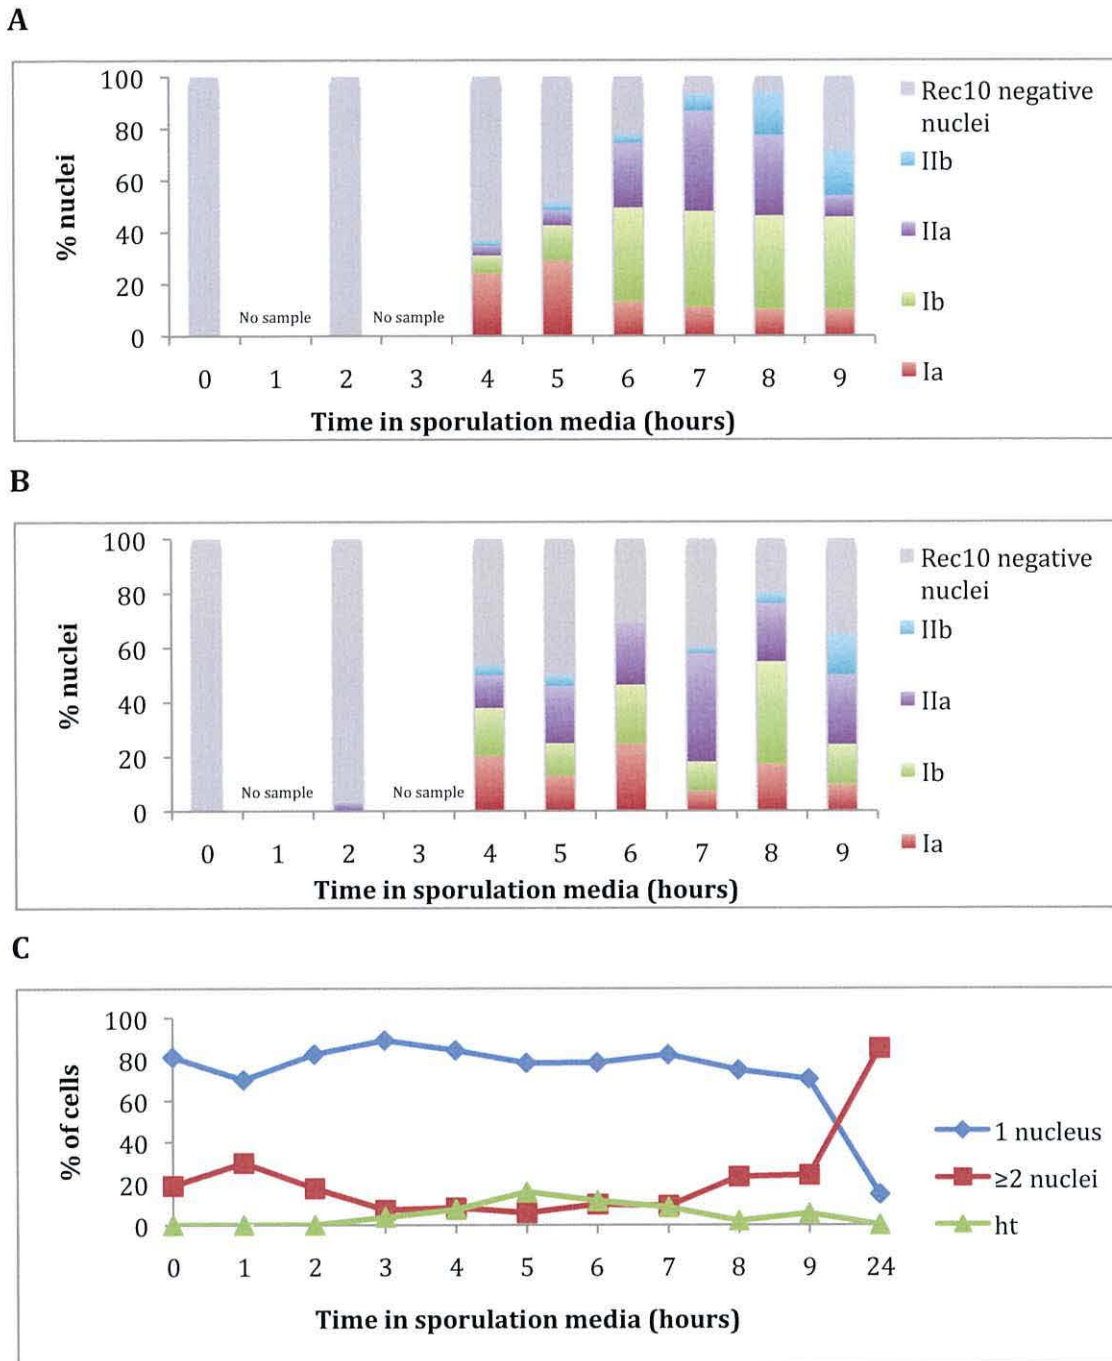 A
100
80
60
40
20
0
% nuclei
No sample
No sample
0 1 2 3 4 5 6 7 8 9
Time in sporulation media (hours)
Rec10 negative
nuclei
IIb
IIa
Ib
Ia
B
100
80
60
40
20
0
% nuclei
No sample
No sample
0 1 2 3 4 5 6 7 8 9
Time in sporulation media (hours)
Rec10 negative
nuclei
IIb
IIa
Ib
Ia
C
100
80
60
40
20
0
% of cells
0 1 2 3 4 5 6 7 8 9 24
Time in sporulation media (hours)
1 nucleus
≥2 nuclei
ht